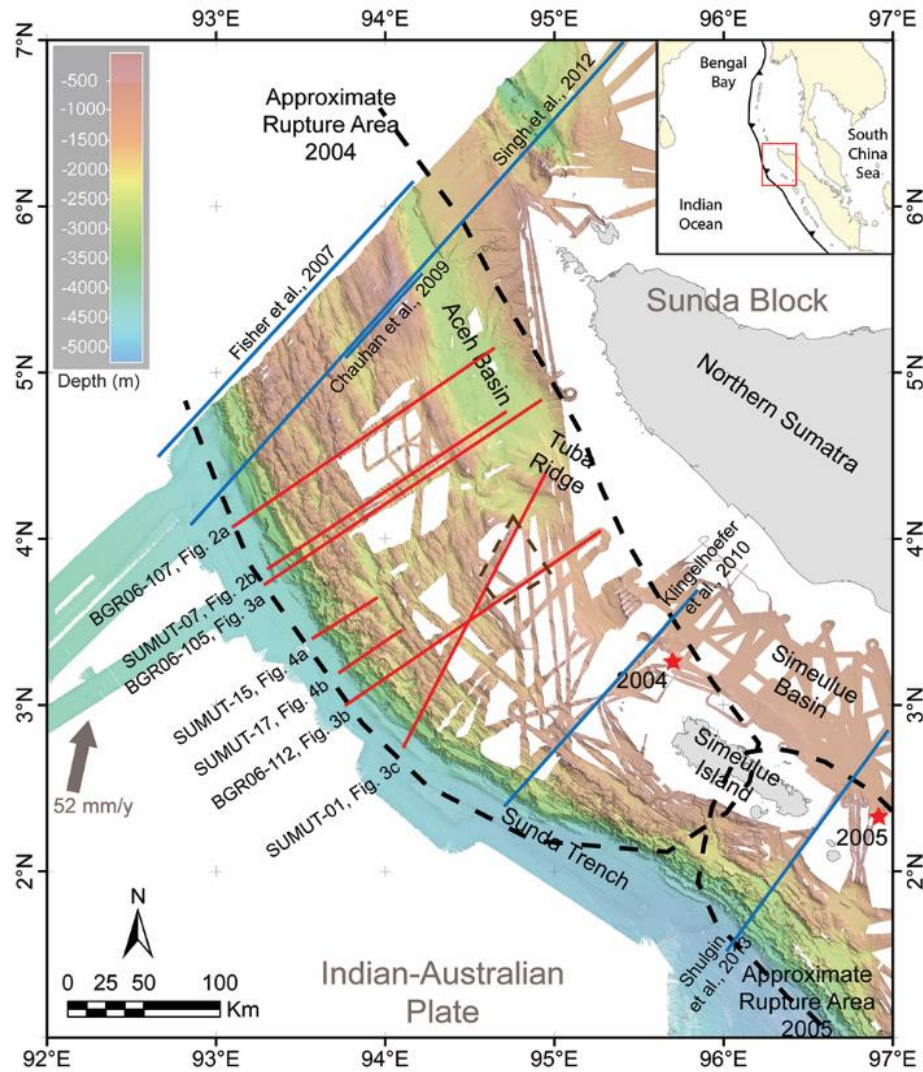 93°E 94°E 95°E 96°E 97°E
7°N
-500
-1000
-1500
-2000
-2500
-3000
-3500
-4000
-4500
-5000
Depth (m)
Approximate
Rupture Area
2004
Singh et al., 2012
Bengal
Bay
South
China
Sea
Indian
Ocean
6°N
6°N
Fisher et al., 2007
Chauhan et al., 2009
Aceh Basin
Sunda Block
5°N
5°N
Northern Sumatra
Tuba
Ridge
4°N
4°N
BGR06-107, Fig. 2a
SUMUT-07, Fig. 2b
BGR06-105, Fig. 3a
SUMUT-15, Fig. 4a
SUMUT-17, Fig. 4b
BGR06-112, Fig. 3b
SUMUT-01, Fig. 3c
Klingelhoefer
et al., 2010
3°N
3°N
2004
Simeulue
Basin
Simeulue
Island
52 mm/y
Sunda Trench
2005
2°N
2°N
N
0 25 50 100
Km
Indian-Australian
Plate
Shulgin
et al., 2013
Approximate
Rupture Area
2005
92°E 93°E 94°E 95°E 96°E 97°E